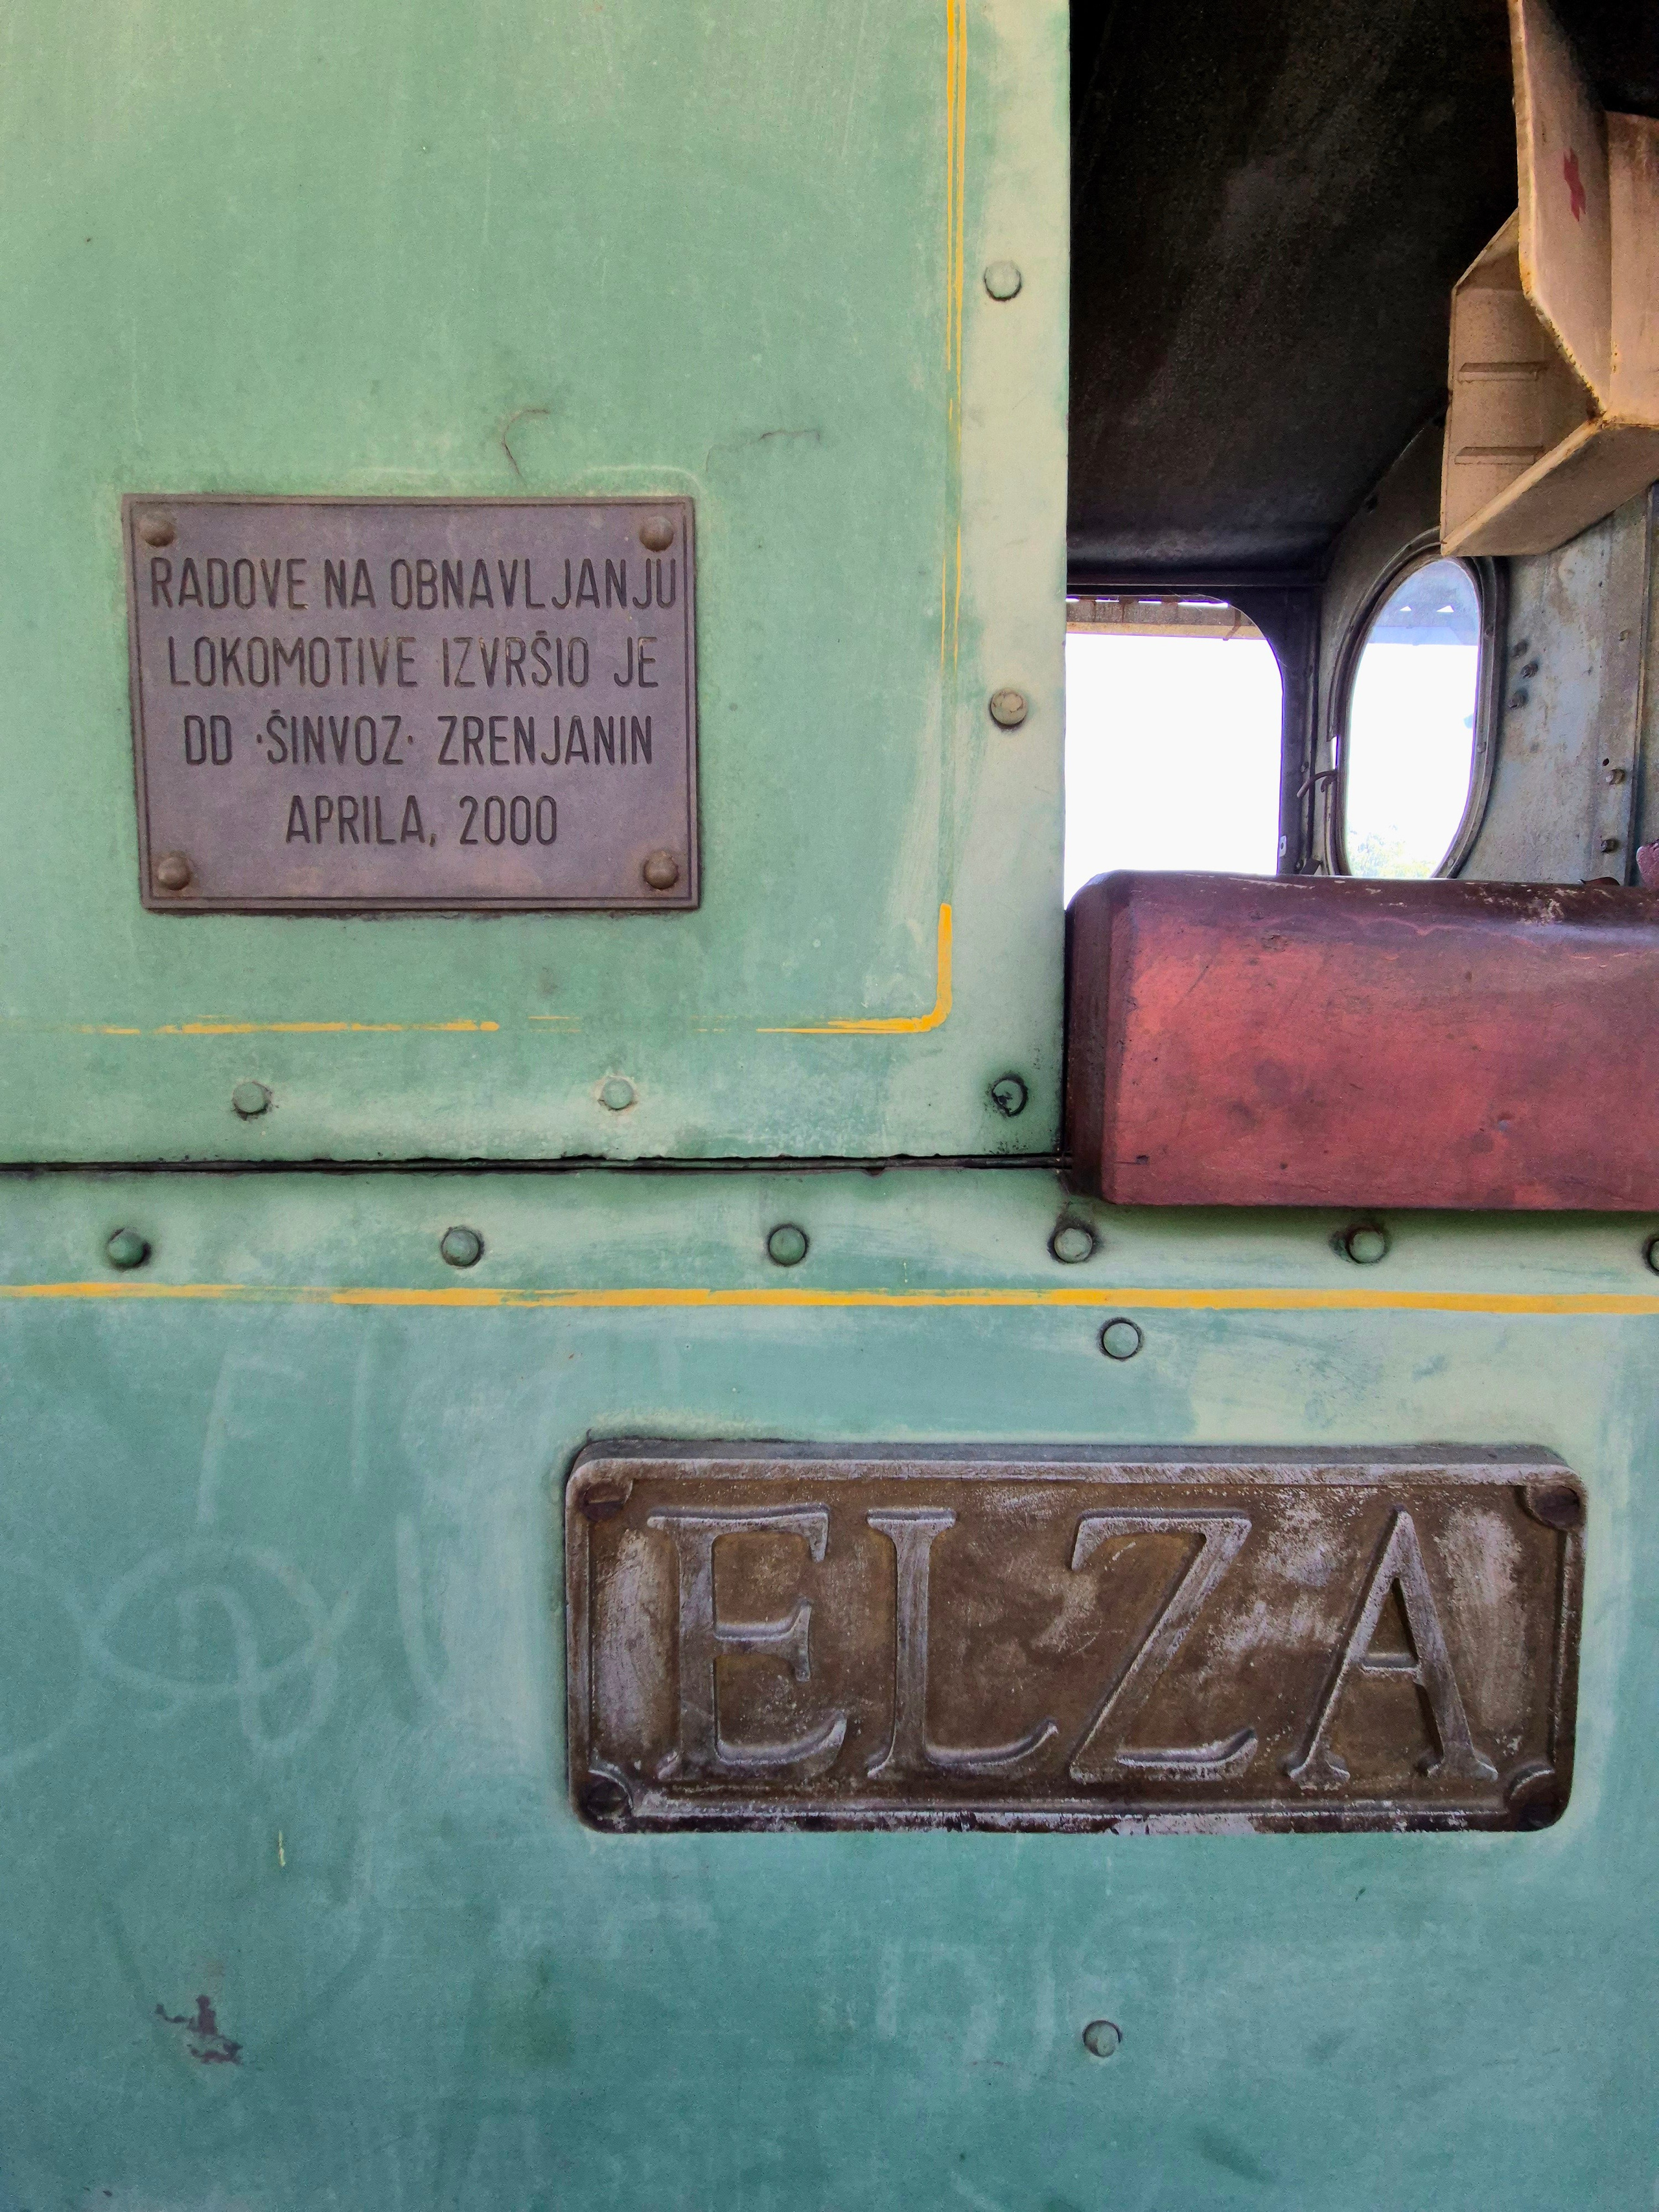 RADOVE NA OBNAVLJANJU
LOKOMOTIVE IZVRŠIO JE
DD ·ŠINVOZ· ZRENJANIN
APRILA, 2000
ELZA